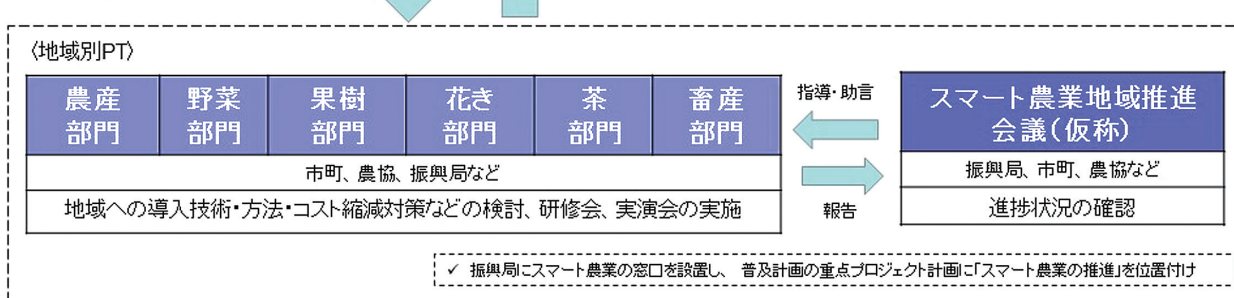 〈地域別PT〉
農産部門
野菜部門
果樹部門
花き部門
茶部門
畜産部門
市町、農協、振興局など
地域への導入技術・方法・コスト縮減対策などの検討、研修会、実演会の実施
指導・助言
報告
スマート農業地域推進
会議(仮称)
振興局、市町、農協など
進捗状況の確認
✓ 振興局にスマート農業の窓口を設置し、 普及計画の重点プロジェクト計画に「スマート農業の推進」を位置付け